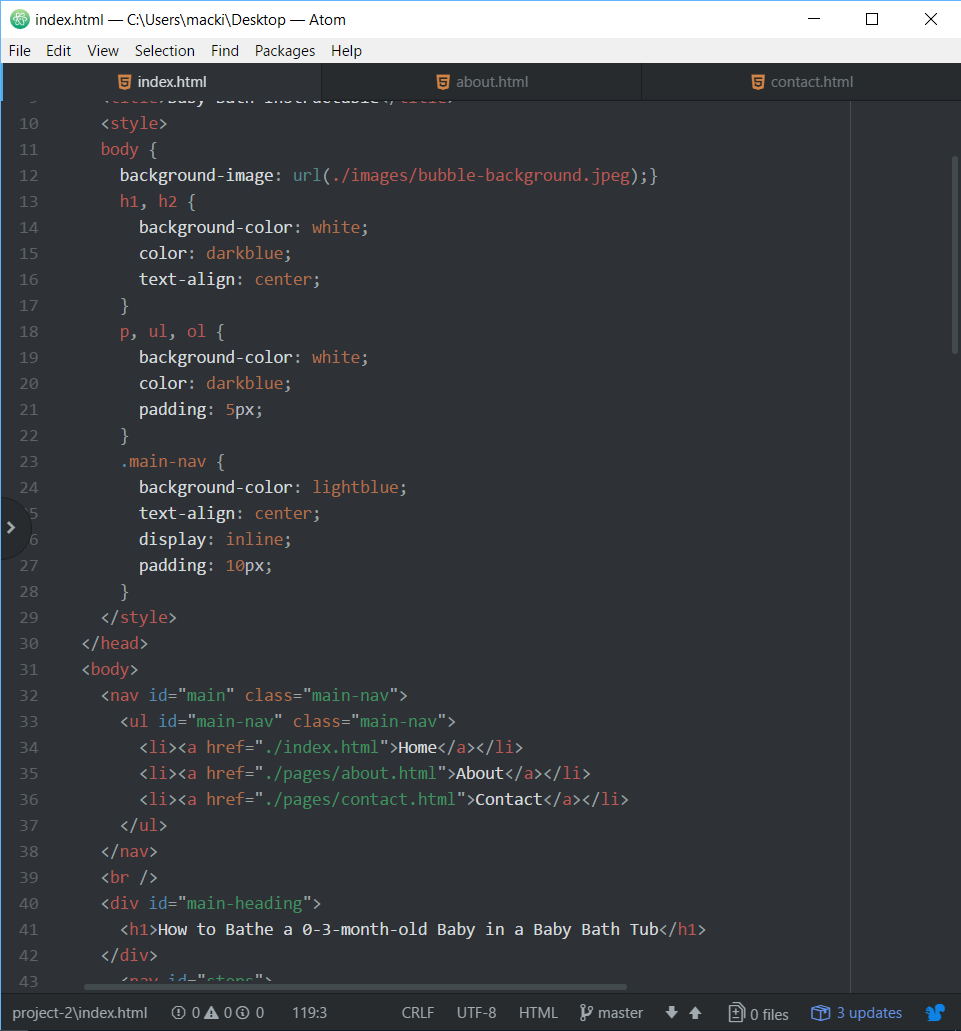 index.html — C:\Users\macki\Desktop — Atom
File Edit View Selection Find Packages Help
index.html about.html contact.html
9 <title>Baby Bath Instructable</title>
10 <style>
11 body {
12 background-image: url(./images/bubble-background.jpeg);}
13 h1, h2 {
14 background-color: white;
15 color: darkblue;
16 text-align: center;
17 }
18 p, ul, ol {
19 background-color: white;
20 color: darkblue;
21 padding: 5px;
22 }
23 .main-nav {
24 background-color: lightblue;
5 text-align: center;
6 display: inline;
27 padding: 10px;
28 }
29 </style>
30 </head>
31 <body>
32 <nav id="main" class="main-nav">
33 <ul id="main-nav" class="main-nav">
34 <li><a href="./index.html">Home</a></li>
35 <li><a href="./pages/about.html">About</a></li>
36 <li><a href="./pages/contact.html">Contact</a></li>
37 </ul>
38 </nav>
39 <br />
40 <div id="main-heading">
41 <h1>How to Bathe a 0-3-month-old Baby in a Baby Bath Tub</h1>
42 </div>
43 <nav id="steps">
project-2\index.html 0 0 0 119:3 CRLF UTF-8 HTML master 0 files 3 updates